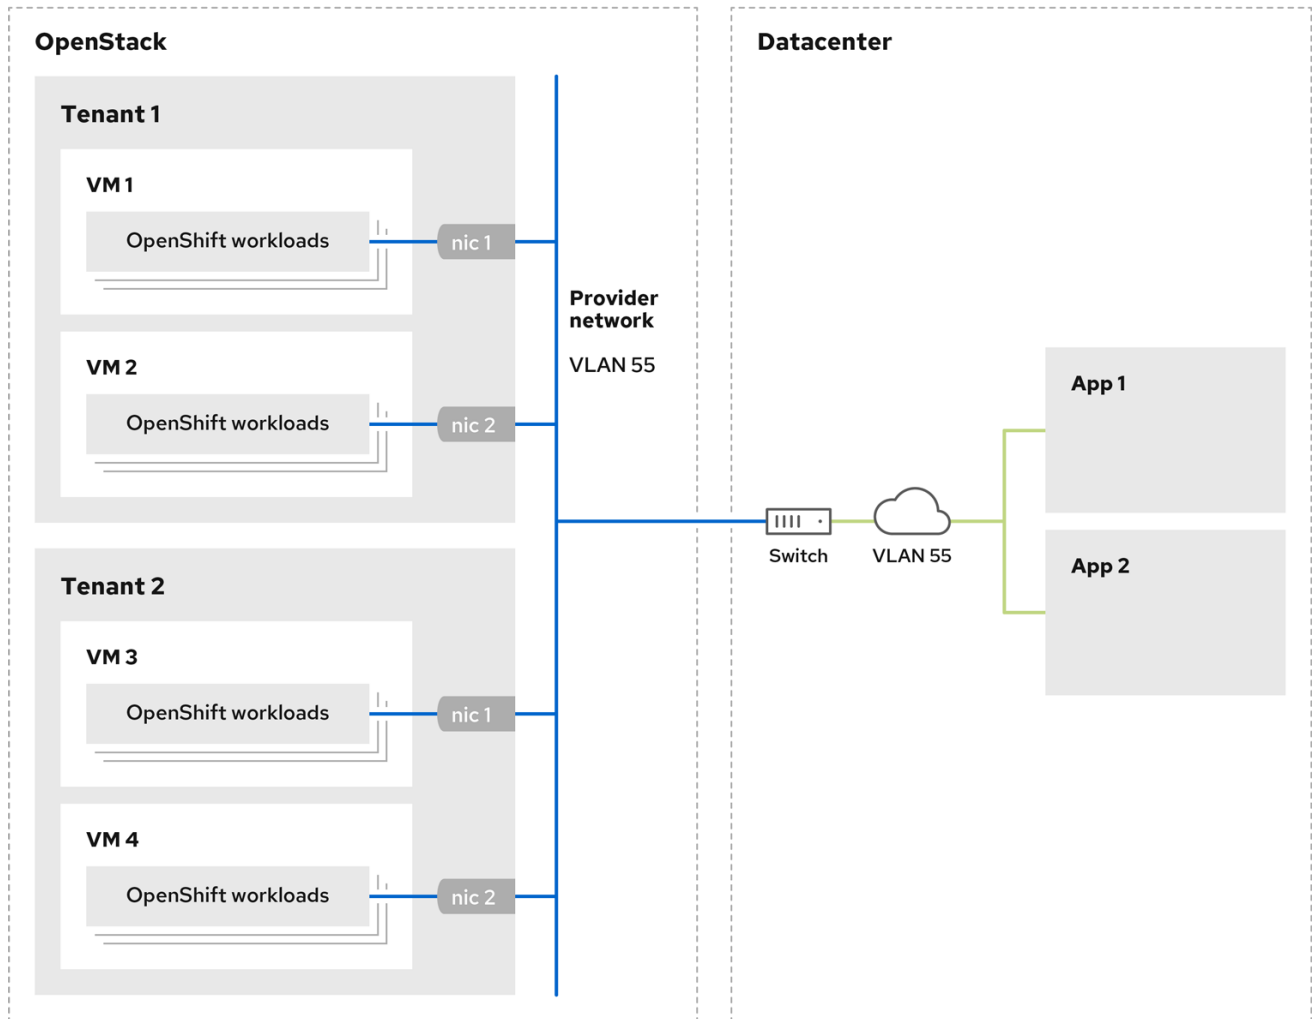 OpenStack
Tenant 1
VM 1
OpenShift workloads
nic 1
VM 2
OpenShift workloads
nic 2
Provider
network
VLAN 55
Tenant 2
VM 3
OpenShift workloads
nic 1
VM 4
OpenShift workloads
nic 2
Datacenter
Switch
VLAN 55
App 1
App 2